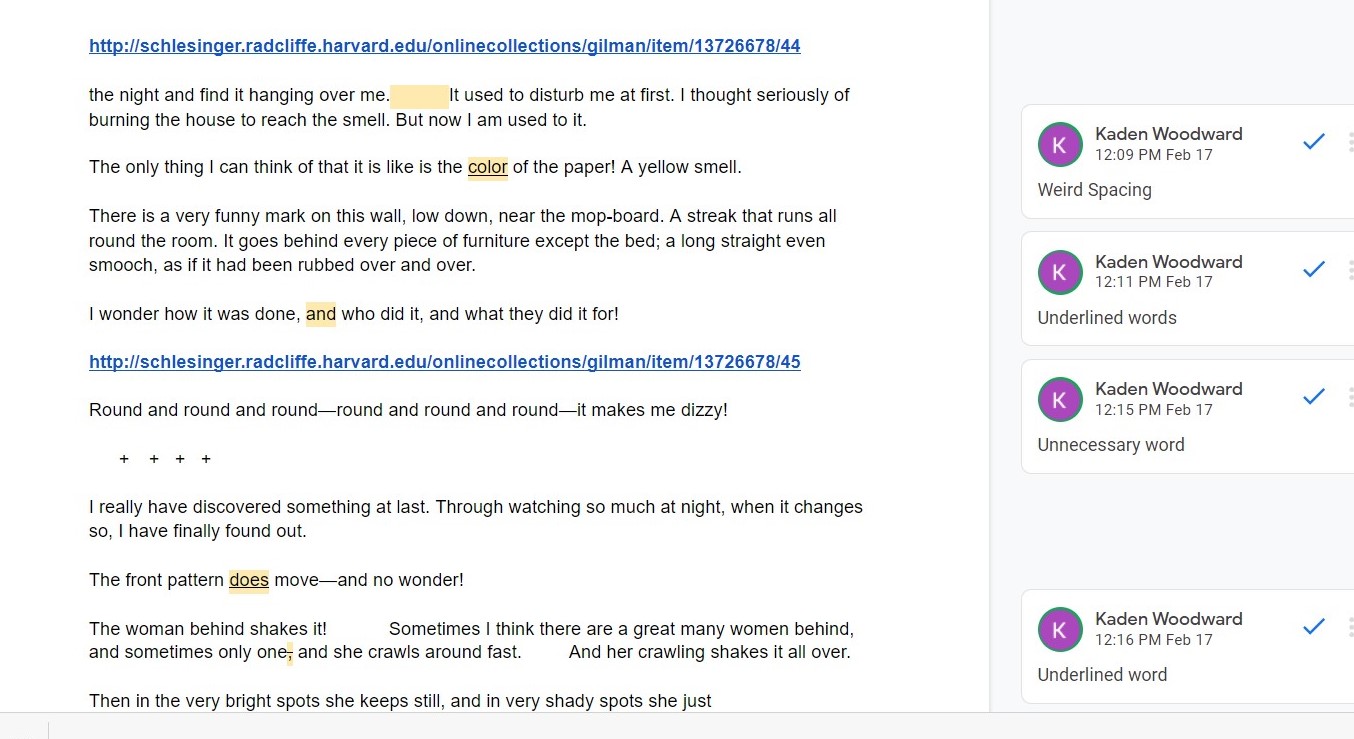 http://schlesinger.radcliffe.harvard.edu/onlinecollections/gilman/item/13726678/44
the night and find it hanging over me. It used to disturb me at first. I thought seriously of
burning the house to reach the smell. But now I am used to it.
The only thing I can think of that it is like is the color of the paper! A yellow smell.
There is a very funny mark on this wall, low down, near the mop-board. A streak that runs all
round the room. It goes behind every piece of furniture except the bed; a long straight even
smooch, as if it had been rubbed over and over.
I wonder how it was done, and who did it, and what they did it for!
http://schlesinger.radcliffe.harvard.edu/onlinecollections/gilman/item/13726678/45
Round and round and round—round and round and round—it makes me dizzy!
+ + + +
I really have discovered something at last. Through watching so much at night, when it changes
so, I have finally found out.
The front pattern does move—and no wonder!
The woman behind shakes it! Sometimes I think there are a great many women behind,
and sometimes only one, and she crawls around fast. And her crawling shakes it all over.
Then in the very bright spots she keeps still, and in very shady spots she just
K
Kaden Woodward
12:09 PM Feb 17
Weird Spacing
K
Kaden Woodward
12:11 PM Feb 17
Underlined words
K
Kaden Woodward
12:15 PM Feb 17
Unnecessary word
K
Kaden Woodward
12:16 PM Feb 17
Underlined word